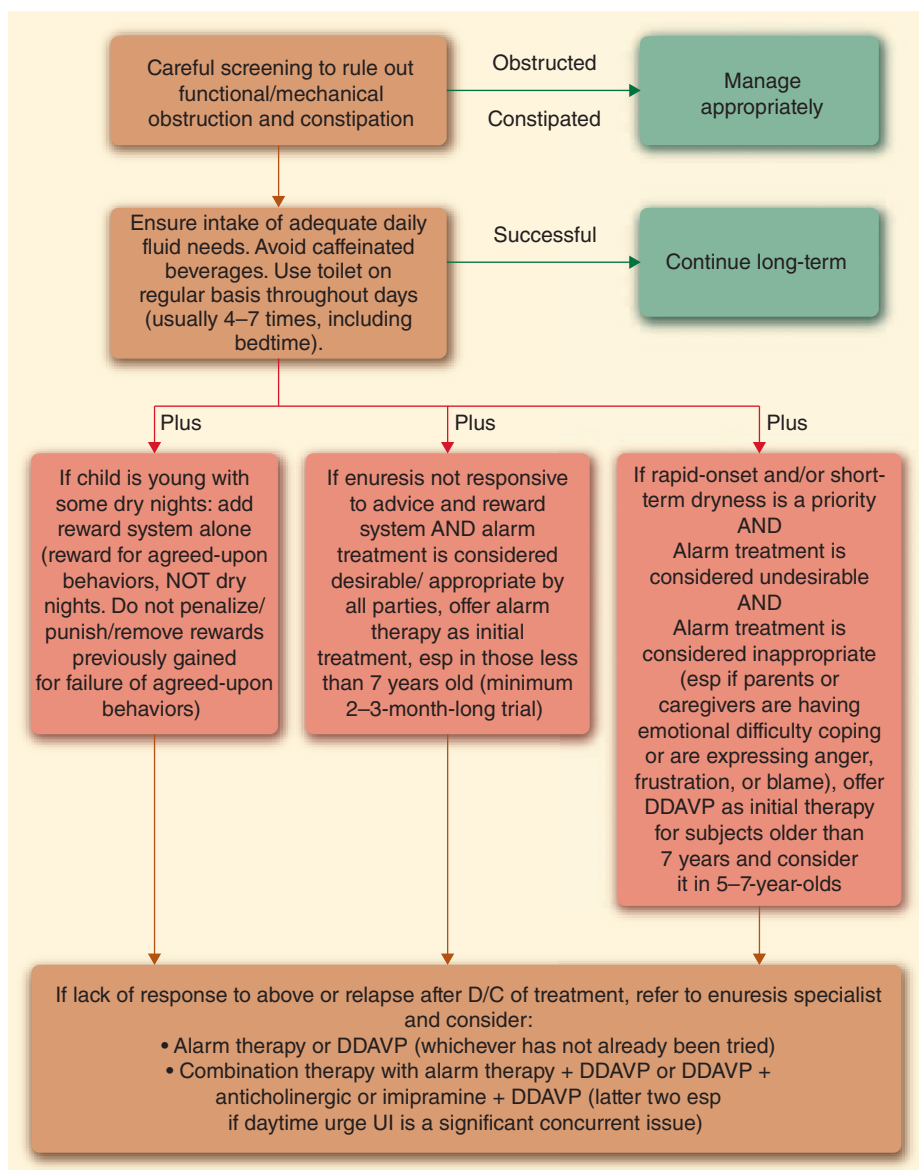 Careful screening to rule out
functional/mechanical
obstruction and constipation
Obstructed
Constipated
Manage
appropriately
Ensure intake of adequate daily
fluid needs. Avoid caffeinated
beverages. Use toilet on
regular basis throughout days
(usually 4–7 times, including
bedtime).
Successful
Continue long-term
Plus
Plus
Plus
If child is young with
some dry nights: add
reward system alone
(reward for agreed-upon
behaviors, NOT dry
nights. Do not penalize/
punish/remove rewards
previously gained
for failure of agreed-upon
behaviors)
If enuresis not responsive
to advice and reward
system AND alarm
treatment is considered
desirable/ appropriate by
all parties, offer alarm
therapy as initial
treatment, esp in those less
than 7 years old (minimum
2–3-month-long trial)
If rapid-onset and/or short-
term dryness is a priority
AND
Alarm treatment is
considered undesirable
AND
Alarm treatment is
considered inappropriate
(esp if parents or
caregivers are having
emotional difficulty coping
or are expressing anger,
frustration, or blame), offer
DDAVP as initial therapy
for subjects older than
7 years and consider
it in 5–7-year-olds
If lack of response to above or relapse after D/C of treatment, refer to enuresis specialist
and consider:
• Alarm therapy or DDAVP (whichever has not already been tried)
• Combination therapy with alarm therapy + DDAVP or DDAVP +
anticholinergic or imipramine + DDAVP (latter two esp
if daytime urge UI is a significant concurrent issue)